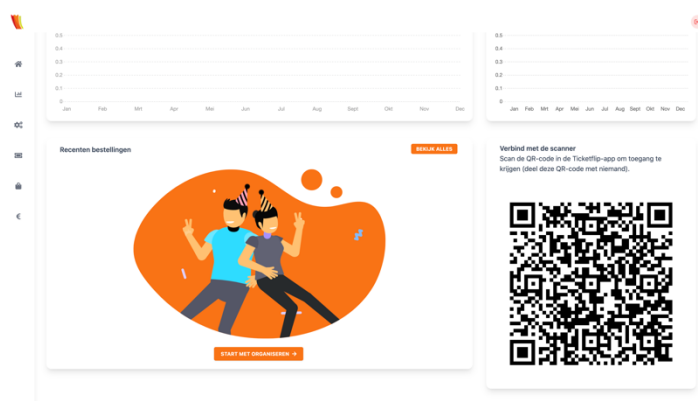 0.5
0.4
0.3
0.2
0.1
0
Jan Feb Mrt Apr Mei Jun Jul Aug Sept Okt Nov Dec
0.5
0.4
0.3
0.2
0.1
0
Jan Feb Mrt Apr Mei Jun Jul Aug Sept Okt Nov Dec
Recenten bestellingen
BEKIJK ALLES
START MET ORGANISEREN →
Verbind met de scanner
Scan de QR-code in de Ticketflip-app om toegang te
krijgen (deel deze QR-code met niemand).